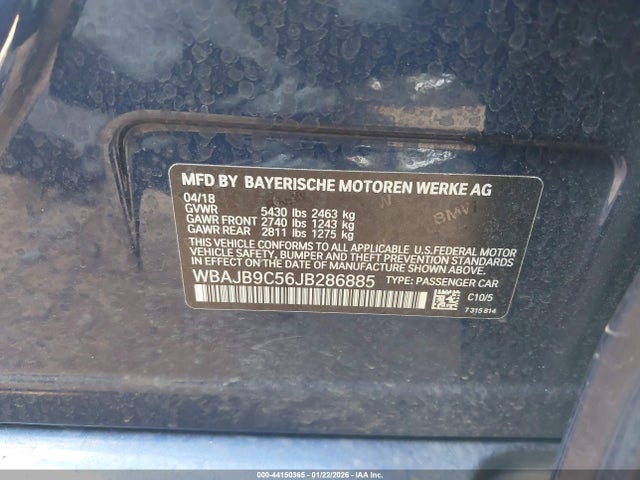 MFD BY BAYERISCHE MOTOREN WERKE AG
04/18
GVWR 5430 lbs 2463 kg
GAWR FRONT 2740 lbs 1243 kg
GAWR REAR 2811 lbs 1275 kg
BMW
THIS VEHICLE CONFORMS TO ALL APPLICABLE U.S.FEDERAL MOTOR
VEHICLE SAFETY, BUMPER AND THEFT PREVENTION STANDARDS
IN EFFECT ON THE DATE OF MANUFACTURE SHOWN ABOVE.
WBAJB9C56JB286885 TYPE: PASSENGER CAR
C10/5
7 315 814
000-44150365 - 01/22/2026 - IAAI.COM